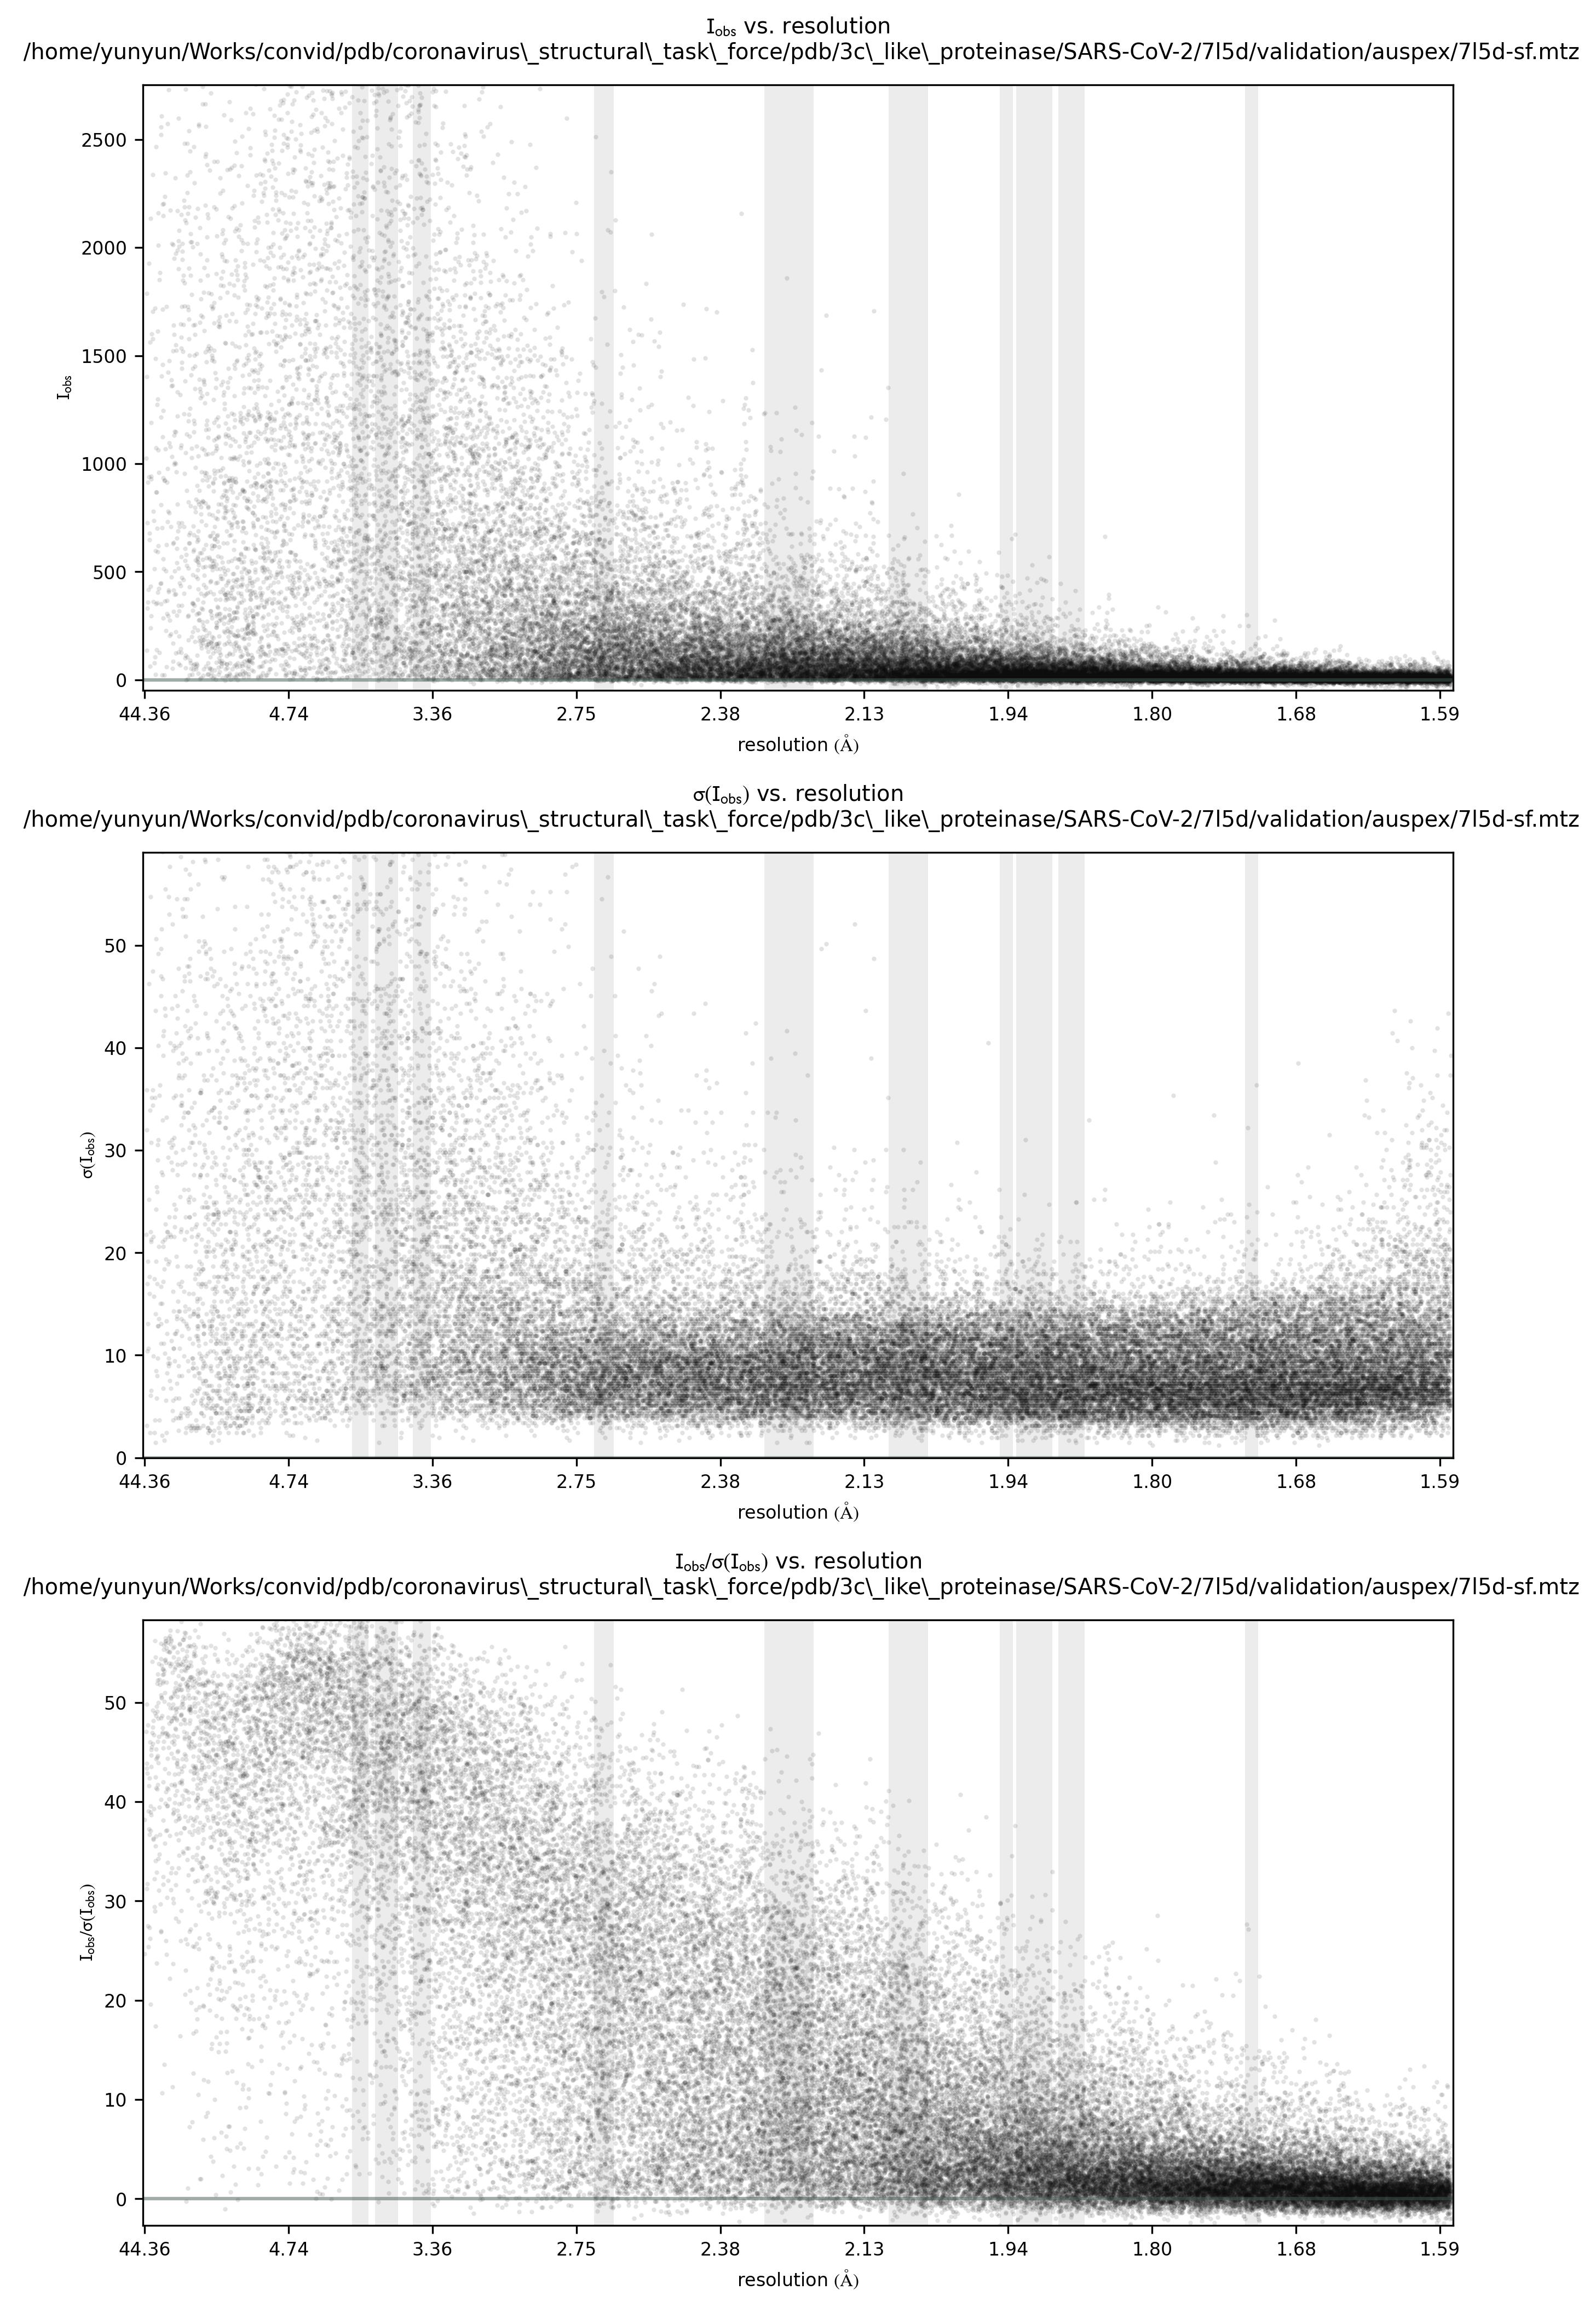 I_obs vs. resolution
/home/yunyun/Works/convid/pdb/coronavirus\_structural\_task\_force/pdb/3c\_like\_proteinase/SARS-CoV-2/7l5d/validation/auspex/7l5d-sf.mtz
2500
2000
1500
1000
500
0
I_obs
44.36 4.74 3.36 2.75 2.38 2.13 1.94 1.80 1.68 1.59
resolution (Å)
σ(I_obs) vs. resolution
/home/yunyun/Works/convid/pdb/coronavirus\_structural\_task\_force/pdb/3c\_like\_proteinase/SARS-CoV-2/7l5d/validation/auspex/7l5d-sf.mtz
50
40
30
20
10
0
σ(I_obs)
44.36 4.74 3.36 2.75 2.38 2.13 1.94 1.80 1.68 1.59
resolution (Å)
I_obs/σ(I_obs) vs. resolution
/home/yunyun/Works/convid/pdb/coronavirus\_structural\_task\_force/pdb/3c\_like\_proteinase/SARS-CoV-2/7l5d/validation/auspex/7l5d-sf.mtz
50
40
30
20
10
0
I_obs/σ(I_obs)
44.36 4.74 3.36 2.75 2.38 2.13 1.94 1.80 1.68 1.59
resolution (Å)